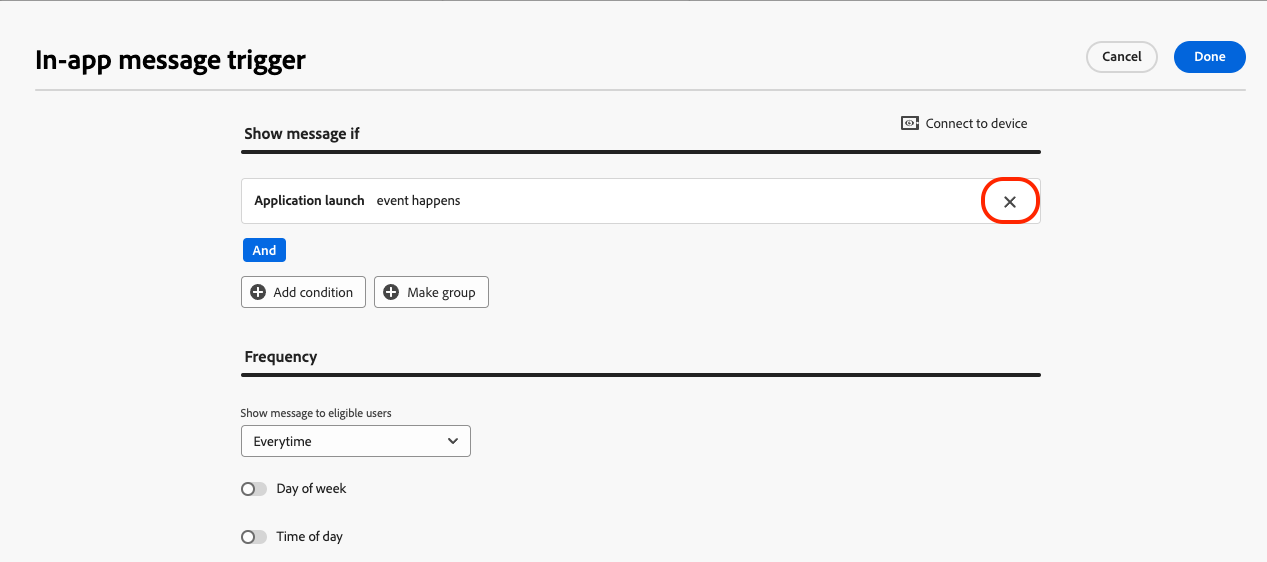 In-app message trigger
Cancel
Done
Show message if
Connect to device
Application launch event happens
And
Add condition
Make group
Frequency
Show message to eligible users
Everytime
Day of week
Time of day